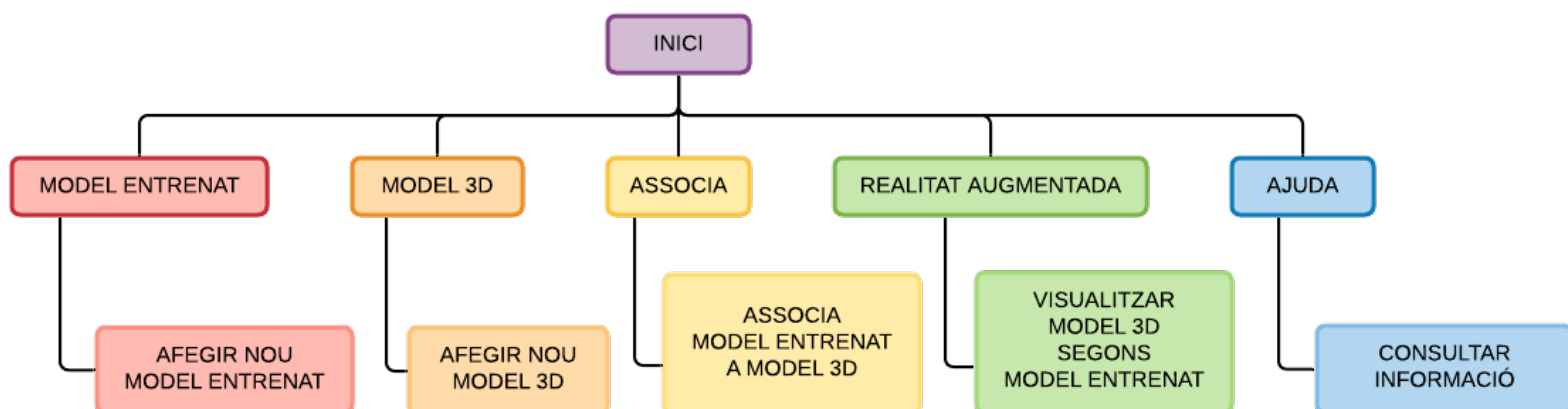 INICI
MODEL ENTRENAT
MODEL 3D
ASSOCIA
REALITAT AUGMENTADA
AJUDA
AFEGIR NOU
MODEL ENTRENAT
AFEGIR NOU
MODEL 3D
ASSOCIA
MODEL ENTRENAT
A MODEL 3D
VISUALITZAR
MODEL 3D
SEGONS
MODEL ENTRENAT
CONSULTAR
INFORMACIÓ